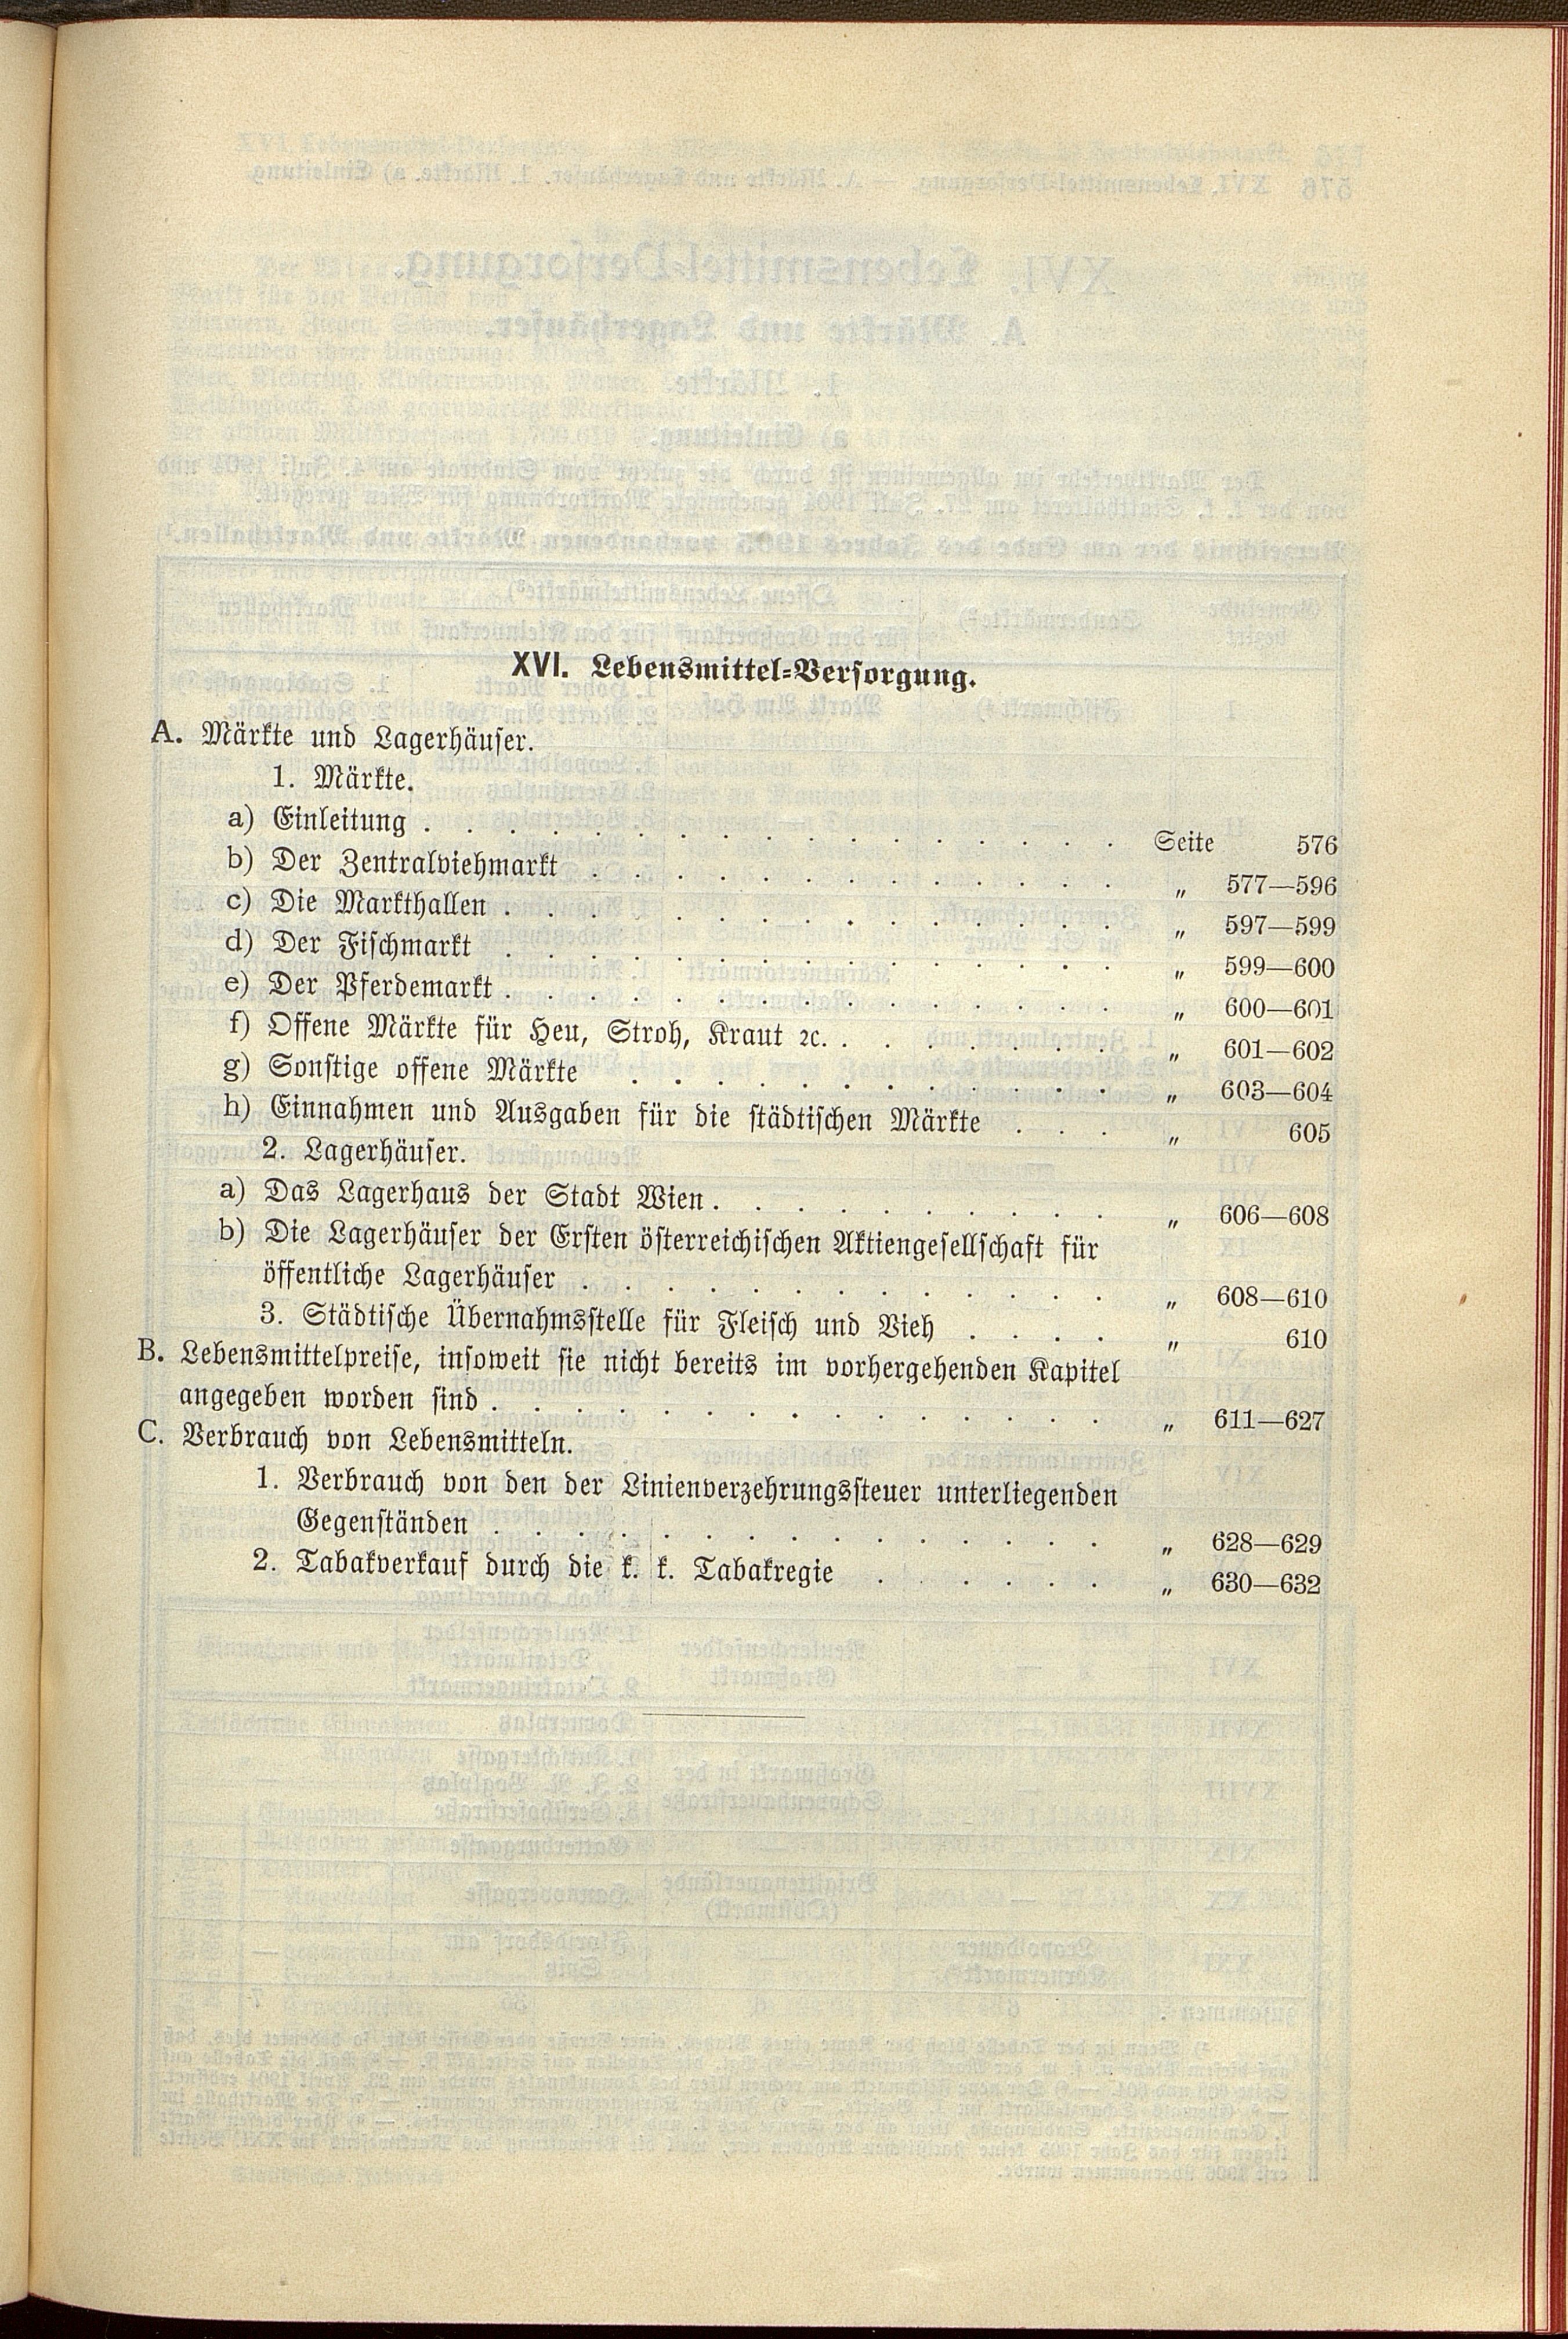 XVI. Lebensmittel-Versorgung.
A. Märkte und Lagerhäuser.
1. Märkte.
a) Einleitung . . . . . . . . . . . . . . . . . Seite 576
b) Der Zentralviehmarkt . . . . . . . . . . . . . „ 577—596
c) Die Markthallen . . . . . . . . . . . . . . . „ 597—599
d) Der Fischmarkt . . . . . . . . . . . . . . . „ 599—600
e) Der Pferdemarkt . . . . . . . . . . . . . . . „ 600—601
f) Offene Märkte für Heu, Stroh, Kraut ꝛc. . . . . . . . „ 601—602
g) Sonstige offene Märkte . . . . . . . . . . . . „ 603—604
h) Einnahmen und Ausgaben für die städtischen Märkte . . . „ 605
2. Lagerhäuser.
a) Das Lagerhaus der Stadt Wien . . . . . . . . . . „ 606—608
b) Die Lagerhäuser der Ersten österreichischen Aktiengesellschaft für
öffentliche Lagerhäuser . . . . . . . . . . . . . „ 608—610
3. Städtische Übernahmsstelle für Fleisch und Vieh . . . . „ 610
B. Lebensmittelpreise, insoweit sie nicht bereits im vorhergehenden Kapitel
angegeben worden sind . . . . . . . . . . . . . . . „ 611—627
C. Verbrauch von Lebensmitteln.
1. Verbrauch von den der Linienverzehrungssteuer unterliegenden
Gegenständen . . . . . . . . . . . . . . . „ 628—629
2. Tabakverkauf durch die k. k. Tabakregie . . . . . . „ 630—632